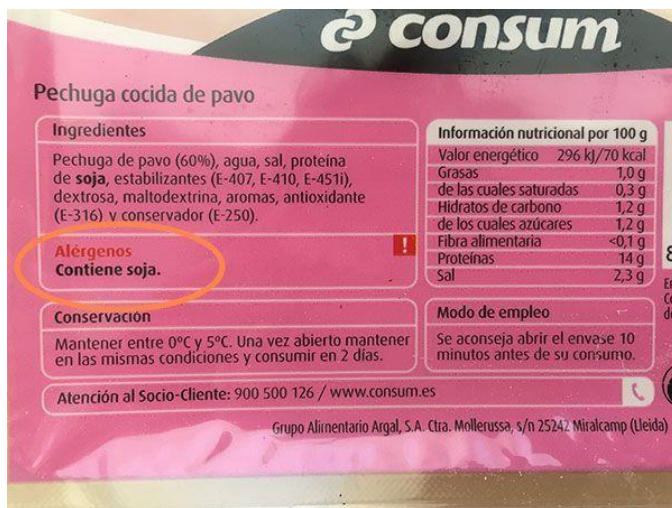 consum
Pechuga cocida de pavo
Ingredientes
Pechuga de pavo (60%), agua, sal, proteína
de soja, estabilizantes (E-407, E-410, E-451i),
dextrosa, maltodextrina, aromas, antioxidante
(E-316) y conservador (E-250).
Alérgenos
!
Contiene soja.
Información nutricional por 100 g
Valor energético 296 kJ/70 kcal
Grasas 1,0 g
de las cuales saturadas 0,3 g
Hidratos de carbono 1,2 g
de los cuales azúcares 1,2 g
Fibra alimentaria <0,1 g
Proteínas 14 g
Sal 2,3 g
Conservación
Mantener entre 0ºC y 5ºC. Una vez abierto mantener
en las mismas condiciones y consumir en 2 días.
Modo de empleo
Se aconseja abrir el envase 10
minutos antes de su consumo.
Atención al Socio-Cliente: 900 500 126 / www.consum.es
Grupo Alimentario Argal, S.A. Ctra. Mollerussa, s/n 25242 Miralcamp (Lleida)